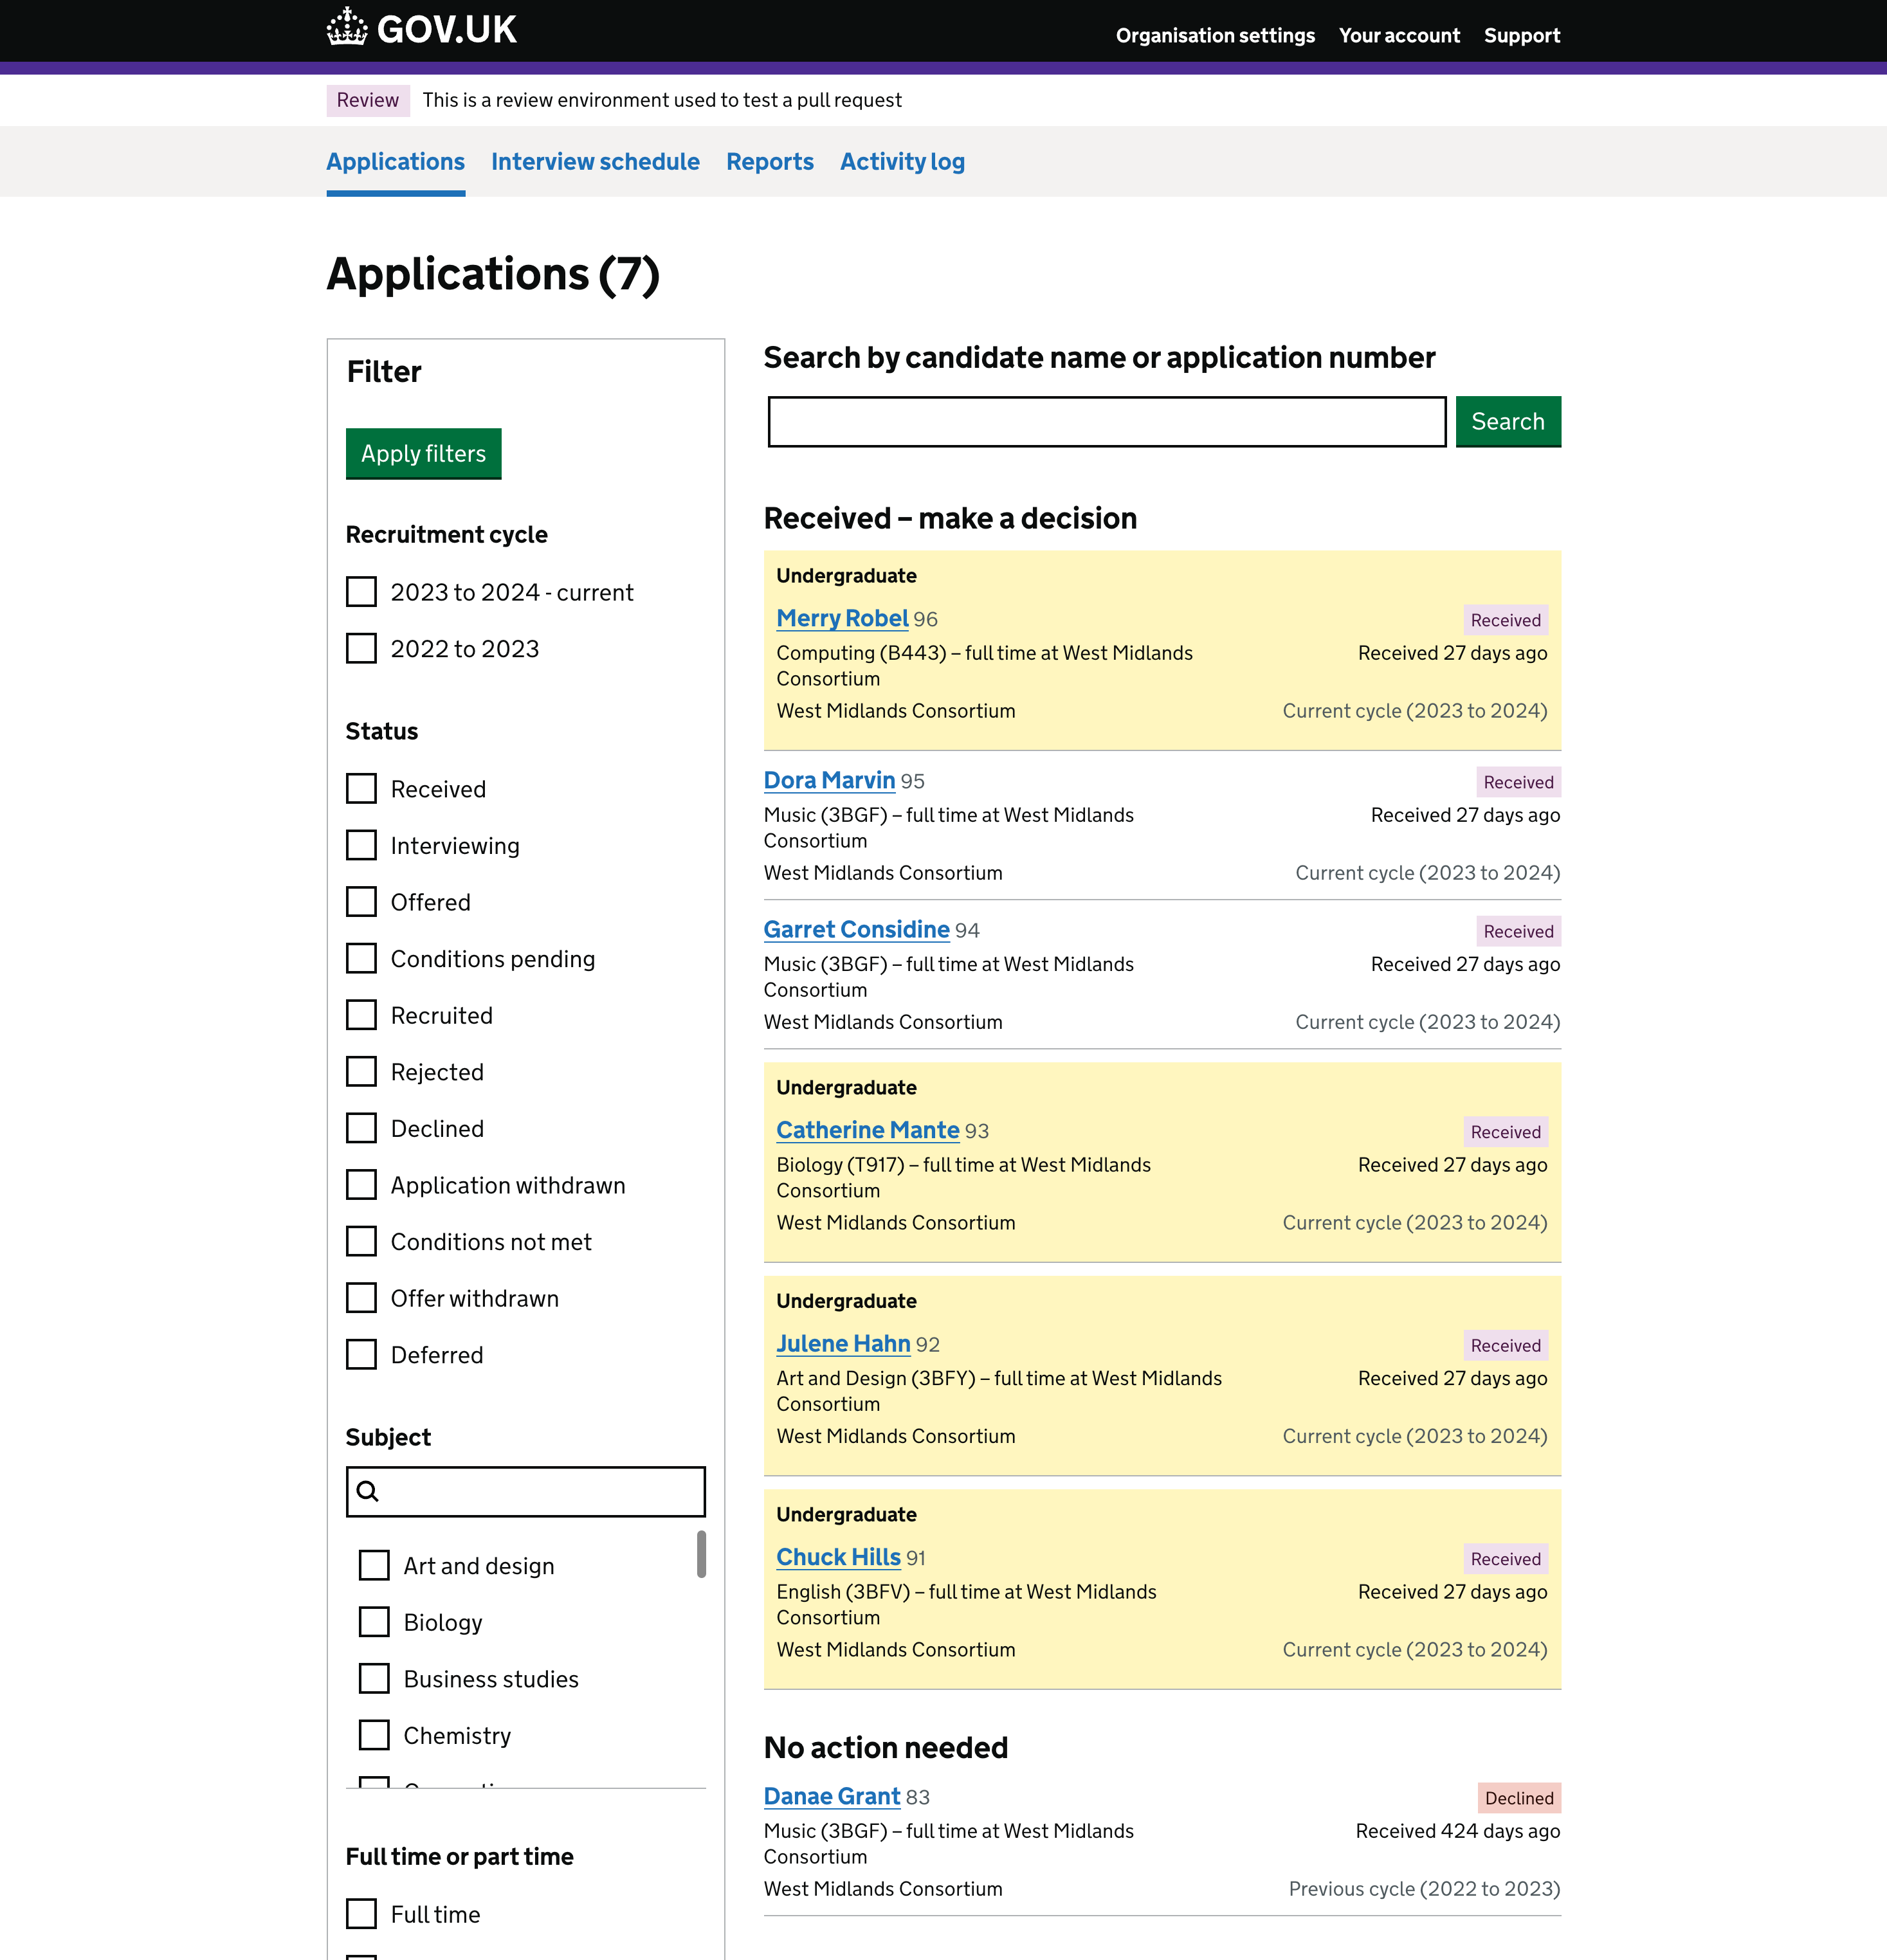 GOV.UK
Organisation settings Your account Support
Review This is a review environment used to test a pull request
Applications Interview schedule Reports Activity log
Applications (7)
Filter
Apply filters
Recruitment cycle
2023 to 2024 - current
2022 to 2023
Status
Received
Interviewing
Offered
Conditions pending
Recruited
Rejected
Declined
Application withdrawn
Conditions not met
Offer withdrawn
Deferred
Subject
Art and design
Biology
Business studies
Chemistry
Full time or part time
Full time
Search by candidate name or application number
Search
Received – make a decision
Undergraduate
Merry Robel 96 Received
Computing (B443) – full time at West Midlands Received 27 days ago
Consortium
West Midlands Consortium Current cycle (2023 to 2024)
Dora Marvin 95 Received
Music (3BGF) – full time at West Midlands Received 27 days ago
Consortium
West Midlands Consortium Current cycle (2023 to 2024)
Garret Considine 94 Received
Music (3BGF) – full time at West Midlands Received 27 days ago
Consortium
West Midlands Consortium Current cycle (2023 to 2024)
Undergraduate
Catherine Mante 93 Received
Biology (T917) – full time at West Midlands Received 27 days ago
Consortium
West Midlands Consortium Current cycle (2023 to 2024)
Undergraduate
Julene Hahn 92 Received
Art and Design (3BFY) – full time at West Midlands Received 27 days ago
Consortium
West Midlands Consortium Current cycle (2023 to 2024)
Undergraduate
Chuck Hills 91 Received
English (3BFV) – full time at West Midlands Received 27 days ago
Consortium
West Midlands Consortium Current cycle (2023 to 2024)
No action needed
Danae Grant 83 Declined
Music (3BGF) – full time at West Midlands Received 424 days ago
Consortium
West Midlands Consortium Previous cycle (2022 to 2023)